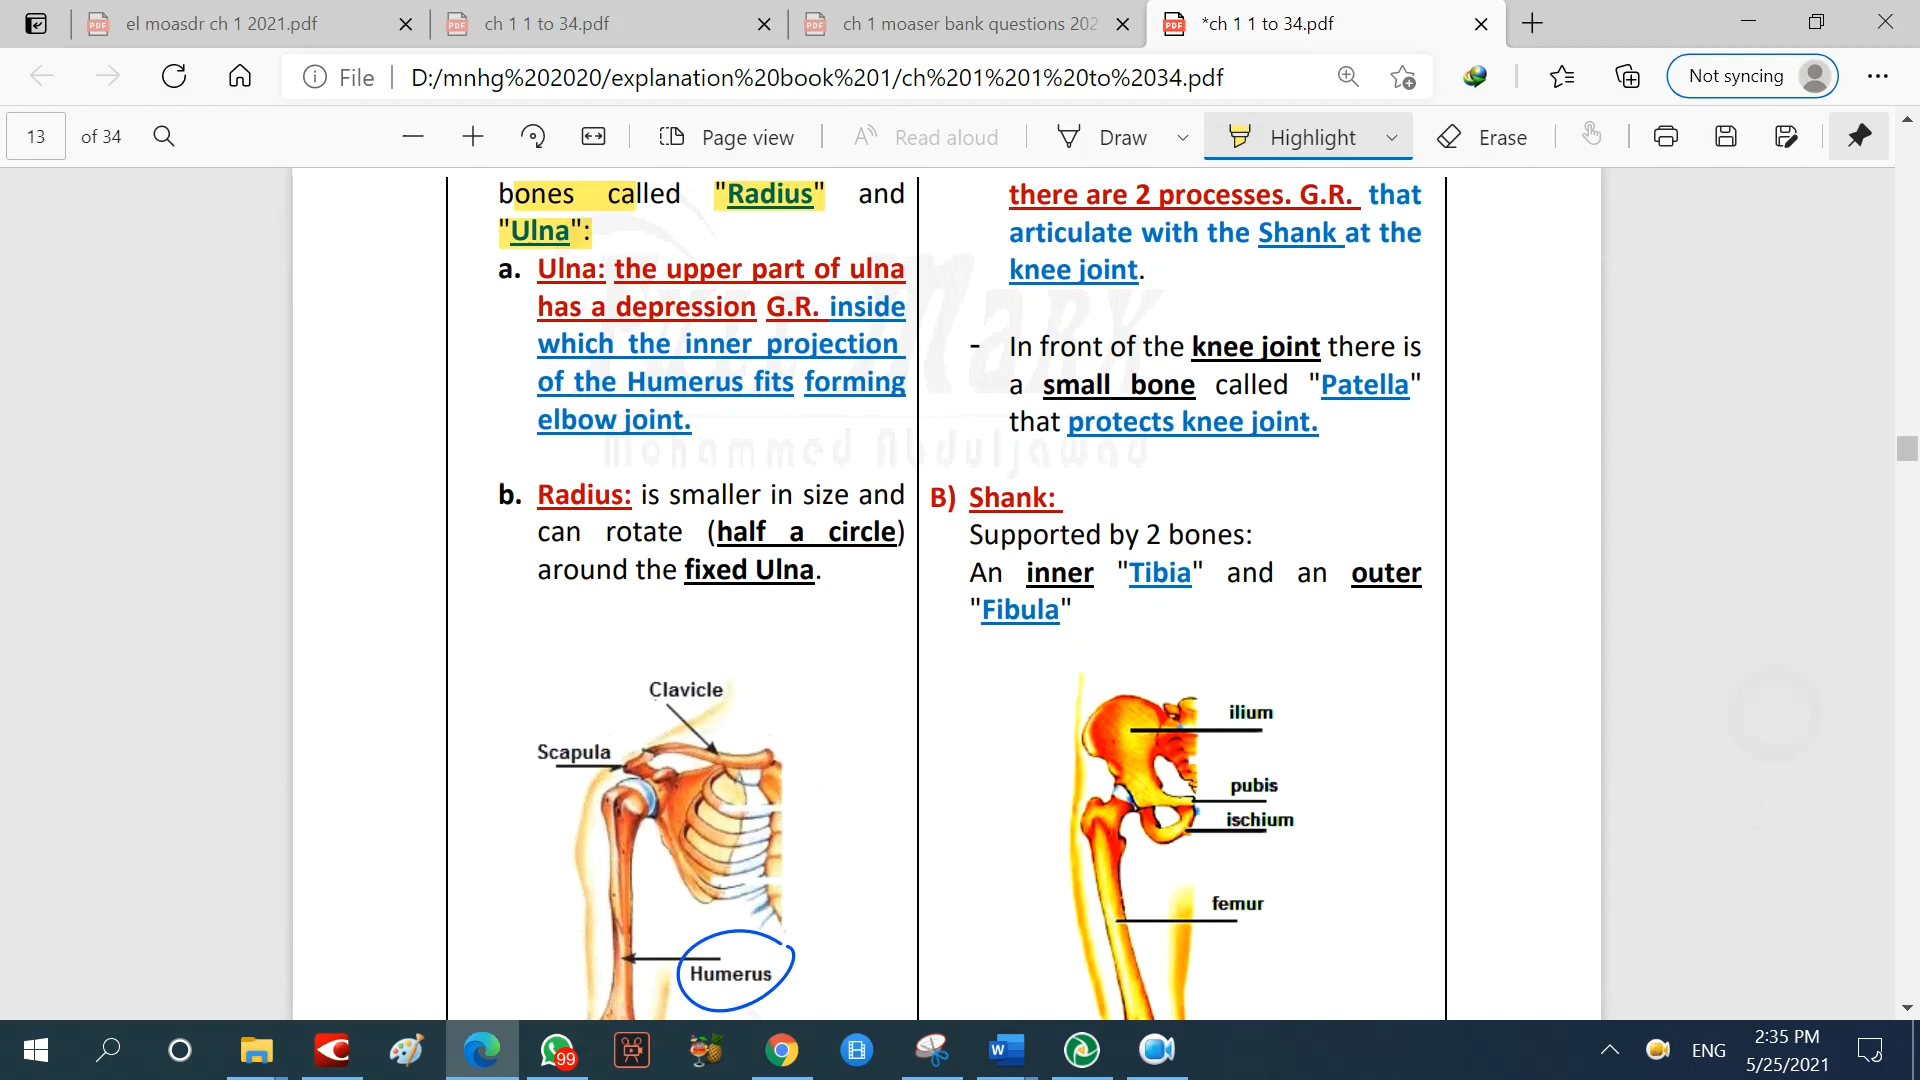 el moasdr ch 1 2021.pdf
ch 1 1 to 34.pdf
ch 1 moaser bank questions 202
*ch 1 1 to 34.pdf
File
D:/mnhg%202020/explanation%20book%201/ch%201%201%20to%2034.pdf
Not syncing
13 of 34
Page view
Read aloud
Draw
Highlight
Erase
bones called "Radius" and
"Ulna":
a. Ulna: the upper part of ulna
has a depression G.R. inside
which the inner projection
of the Humerus fits forming
elbow joint.
b. Radius: is smaller in size and
can rotate (half a circle)
around the fixed Ulna.
Clavicle
Scapula
Humerus
there are 2 processes. G.R. that
articulate with the Shank at the
knee joint.
- In front of the knee joint there is
a small bone called "Patella"
that protects knee joint.
B) Shank:
Supported by 2 bones:
An inner "Tibia" and an outer
"Fibula"
ilium
pubis
ischium
femur
Full Mark
Mohammed Abduljawad
99
ENG
2:35 PM
5/25/2021